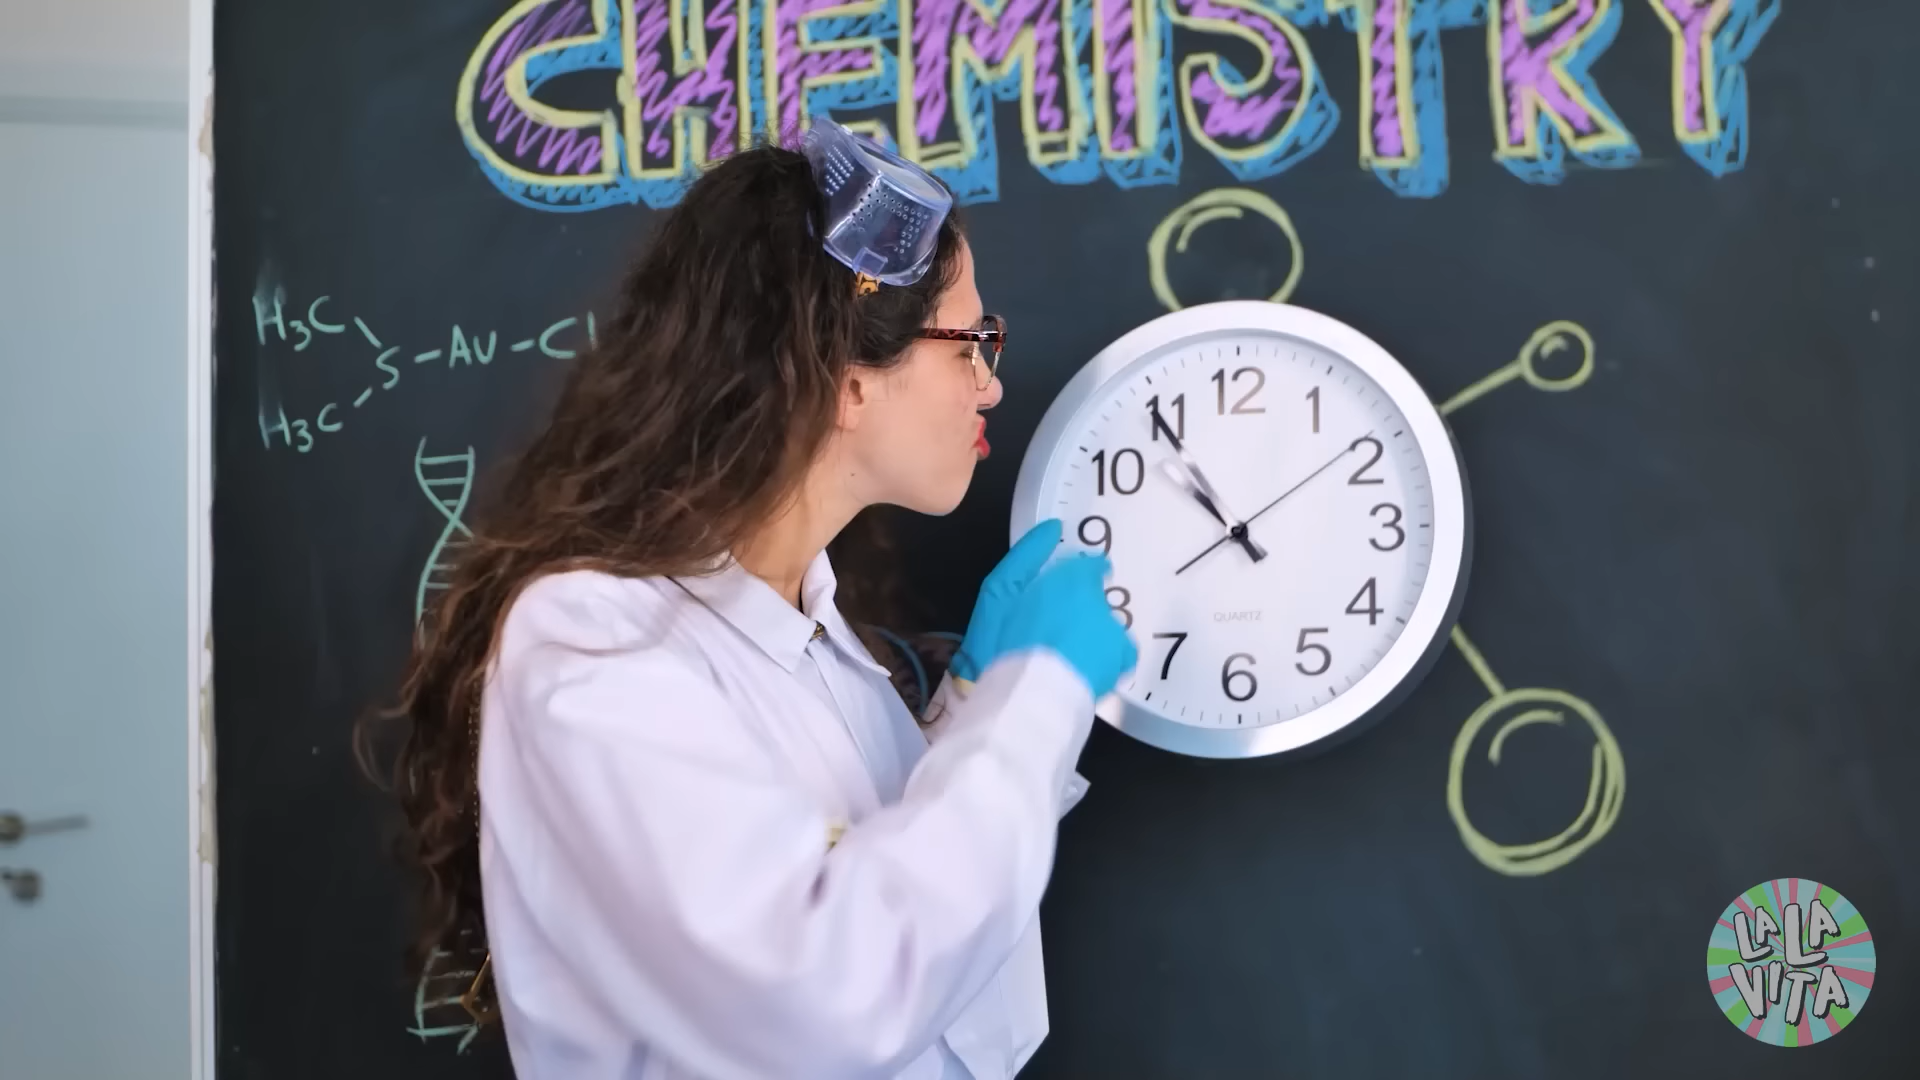 CHEMISTRY
H₃C
S-Au-Cl
H₃C
12
11 1
10 2
9 3
8 4
7 5
6
QUARTZ
LA LA
VITA